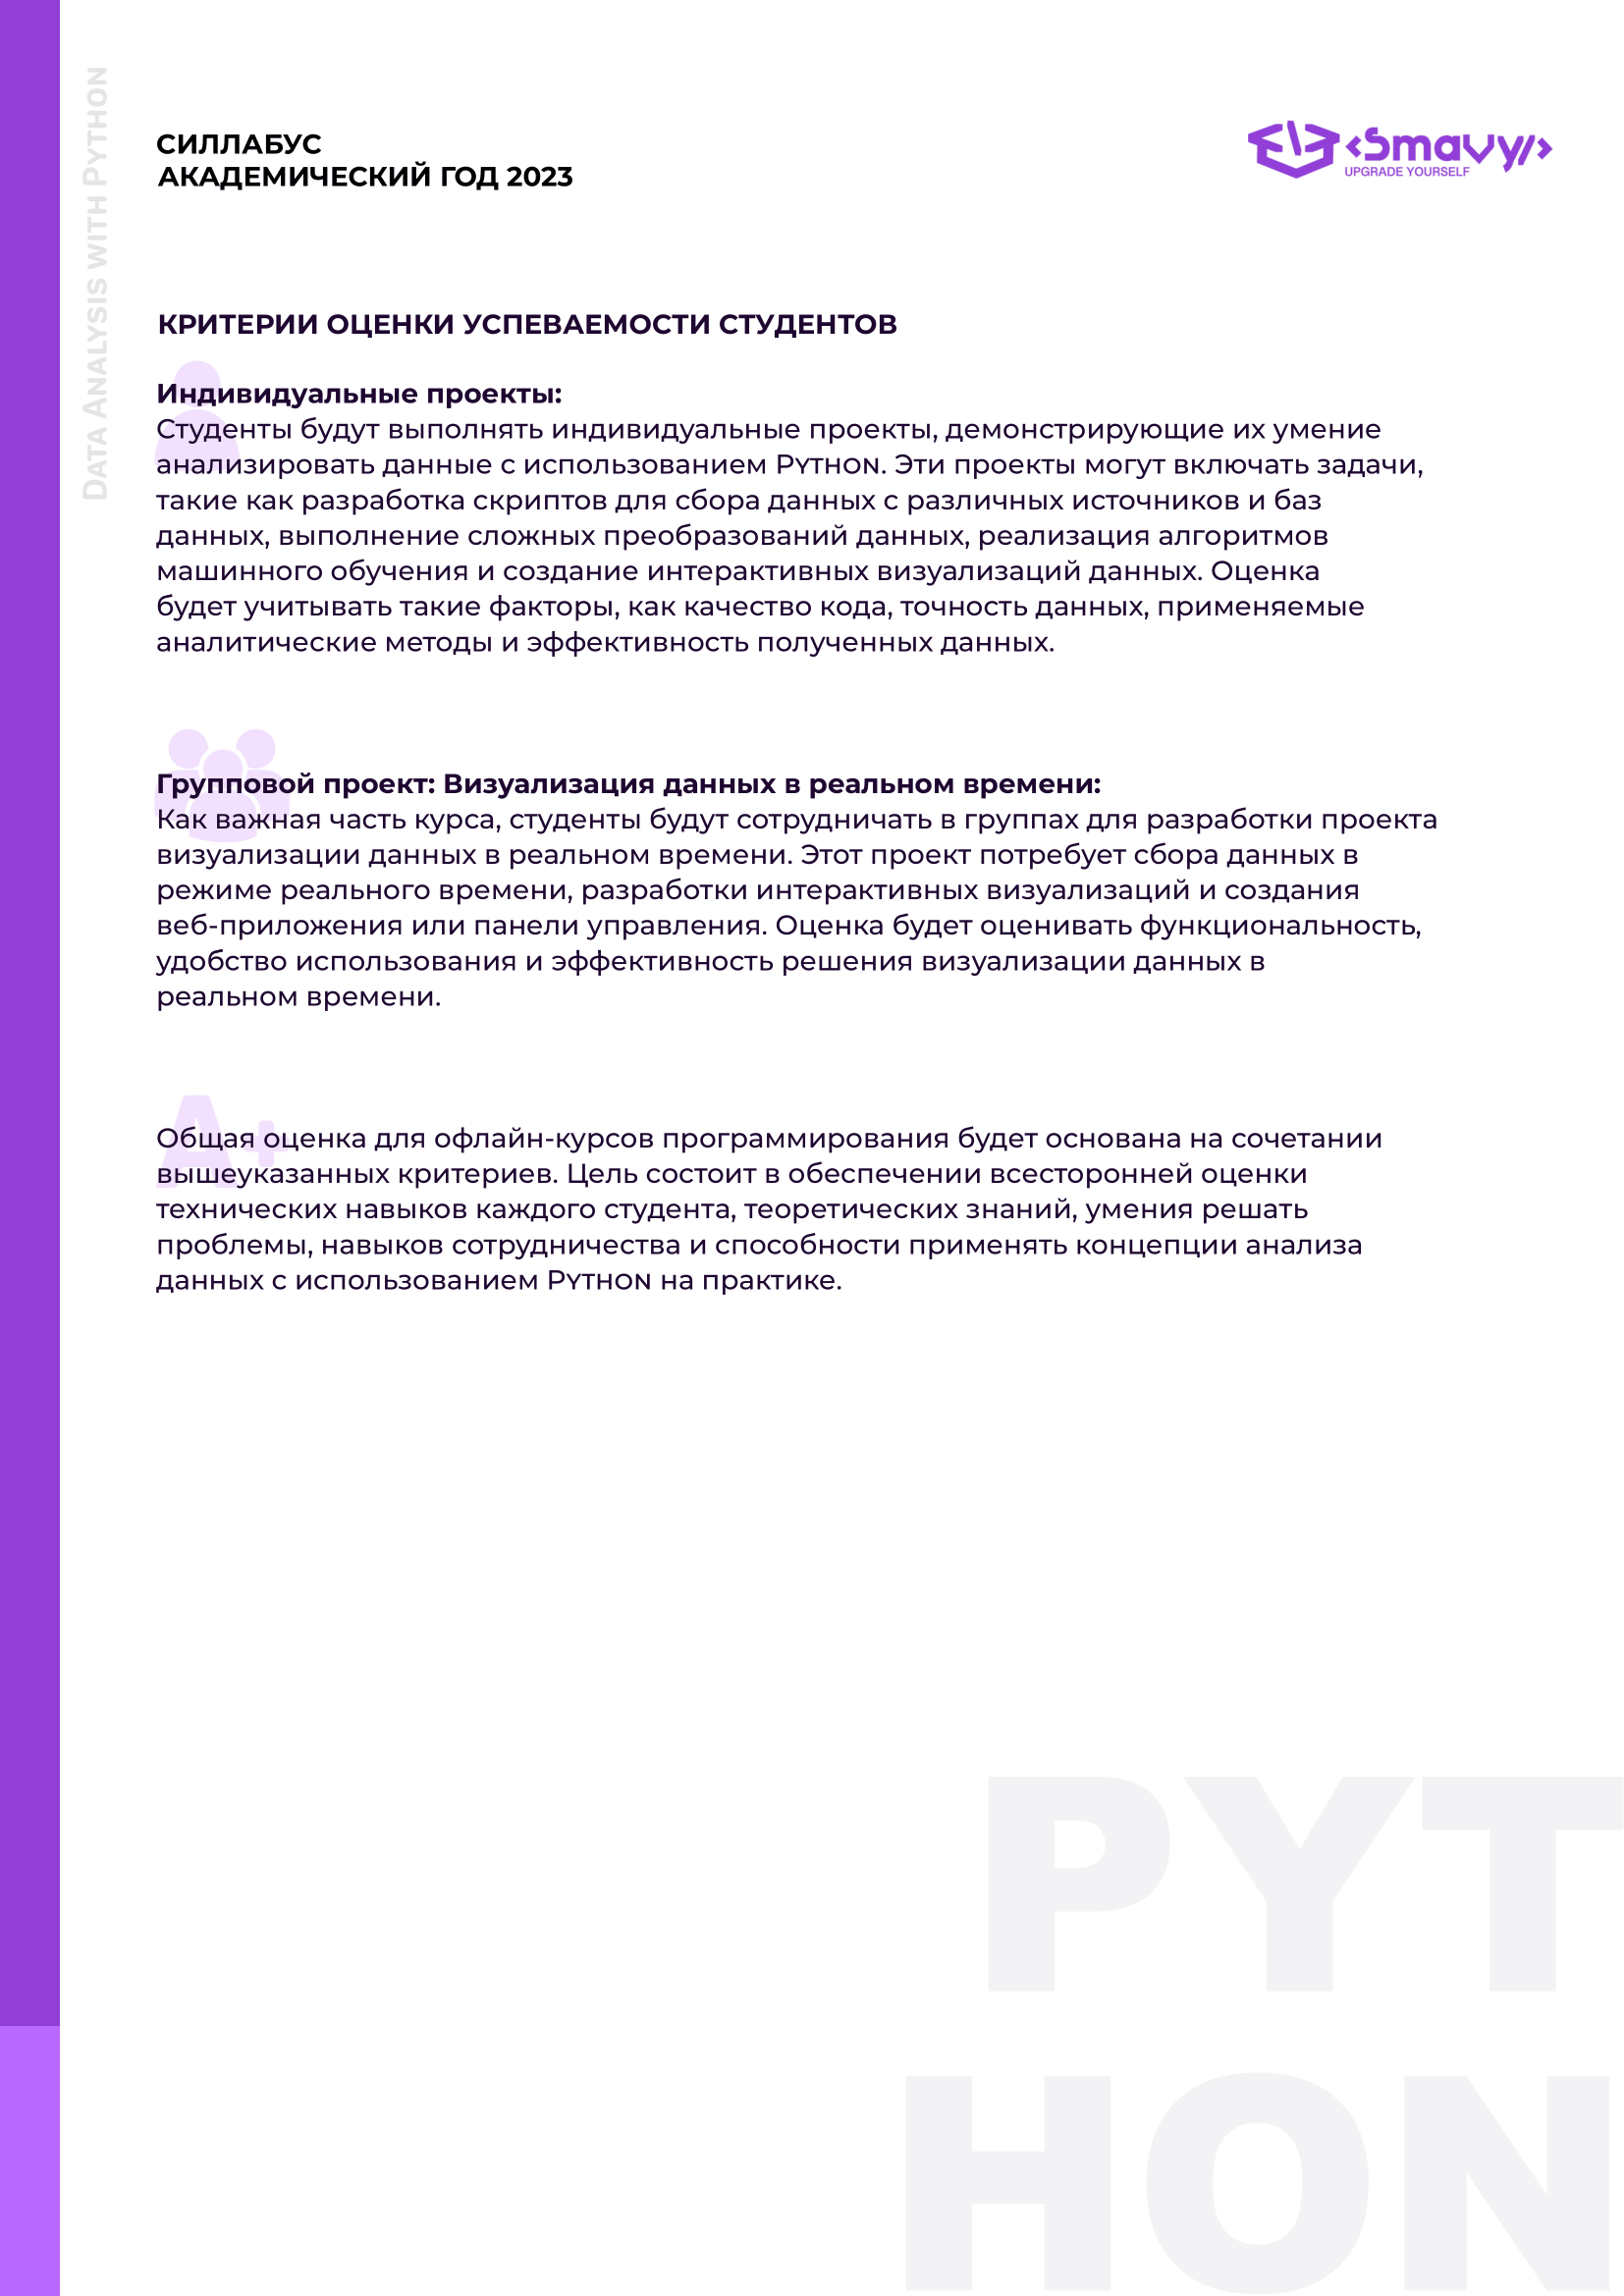 Data Analysis with Python
СИЛЛАБУС
АКАДЕМИЧЕСКИЙ ГОД 2023
<Smavy/>
UPGRADE YOURSELF
КРИТЕРИИ ОЦЕНКИ УСПЕВАЕМОСТИ СТУДЕНТОВ
Индивидуальные проекты:
Студенты будут выполнять индивидуальные проекты, демонстрирующие их умение
анализировать данные с использованием Python. Эти проекты могут включать задачи,
такие как разработка скриптов для сбора данных с различных источников и баз
данных, выполнение сложных преобразований данных, реализация алгоритмов
машинного обучения и создание интерактивных визуализаций данных. Оценка
будет учитывать такие факторы, как качество кода, точность данных, применяемые
аналитические методы и эффективность полученных данных.
Групповой проект: Визуализация данных в реальном времени:
Как важная часть курса, студенты будут сотрудничать в группах для разработки проекта
визуализации данных в реальном времени. Этот проект потребует сбора данных в
режиме реального времени, разработки интерактивных визуализаций и создания
веб-приложения или панели управления. Оценка будет оценивать функциональность,
удобство использования и эффективность решения визуализации данных в
реальном времени.
A+
Общая оценка для офлайн-курсов программирования будет основана на сочетании
вышеуказанных критериев. Цель состоит в обеспечении всесторонней оценки
технических навыков каждого студента, теоретических знаний, умения решать
проблемы, навыков сотрудничества и способности применять концепции анализа
данных с использованием Python на практике.
PYT
HON